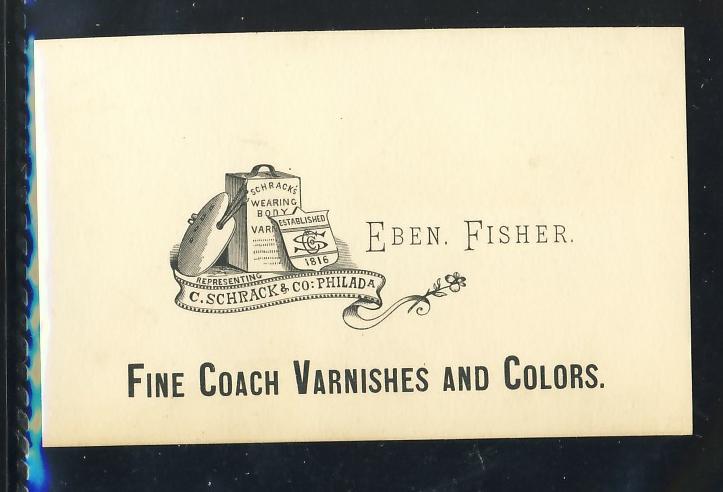 SCHRACK'S
WEARING
BODY
VARN
ESTABLISHED
1816
EBEN. FISHER.
REPRESENTING
C. SCHRACK & CO: PHILADA
FINE COACH VARNISHES AND COLORS.